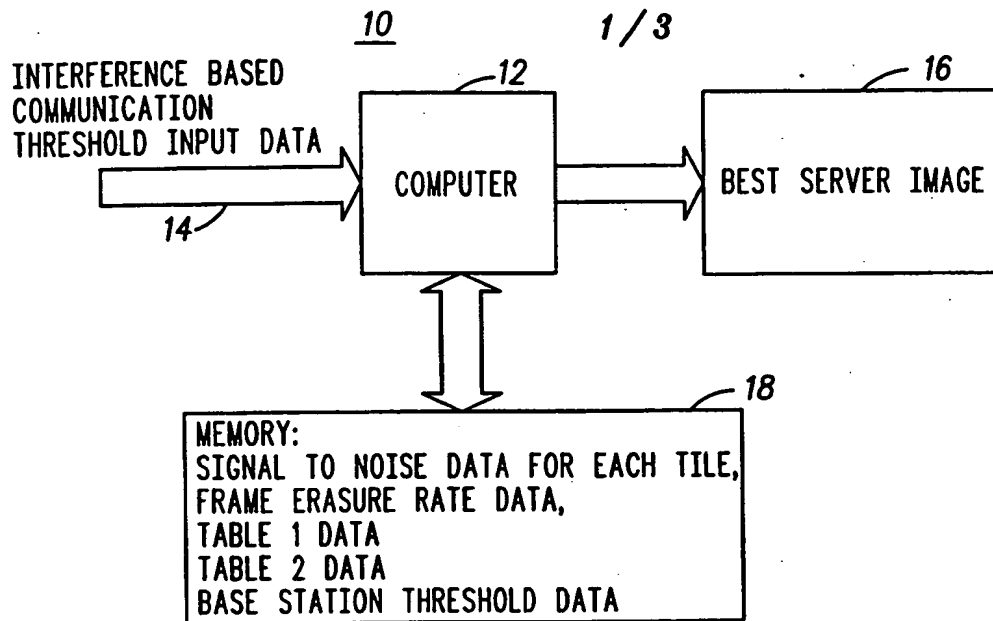 10
1/3
INTERFERENCE BASED
COMMUNICATION
THRESHOLD INPUT DATA
12
16
COMPUTER
BEST SERVER IMAGE
14
18
MEMORY:
SIGNAL TO NOISE DATA FOR EACH TILE,
FRAME ERASURE RATE DATA,
TABLE 1 DATA
TABLE 2 DATA
BASE STATION THRESHOLD DATA